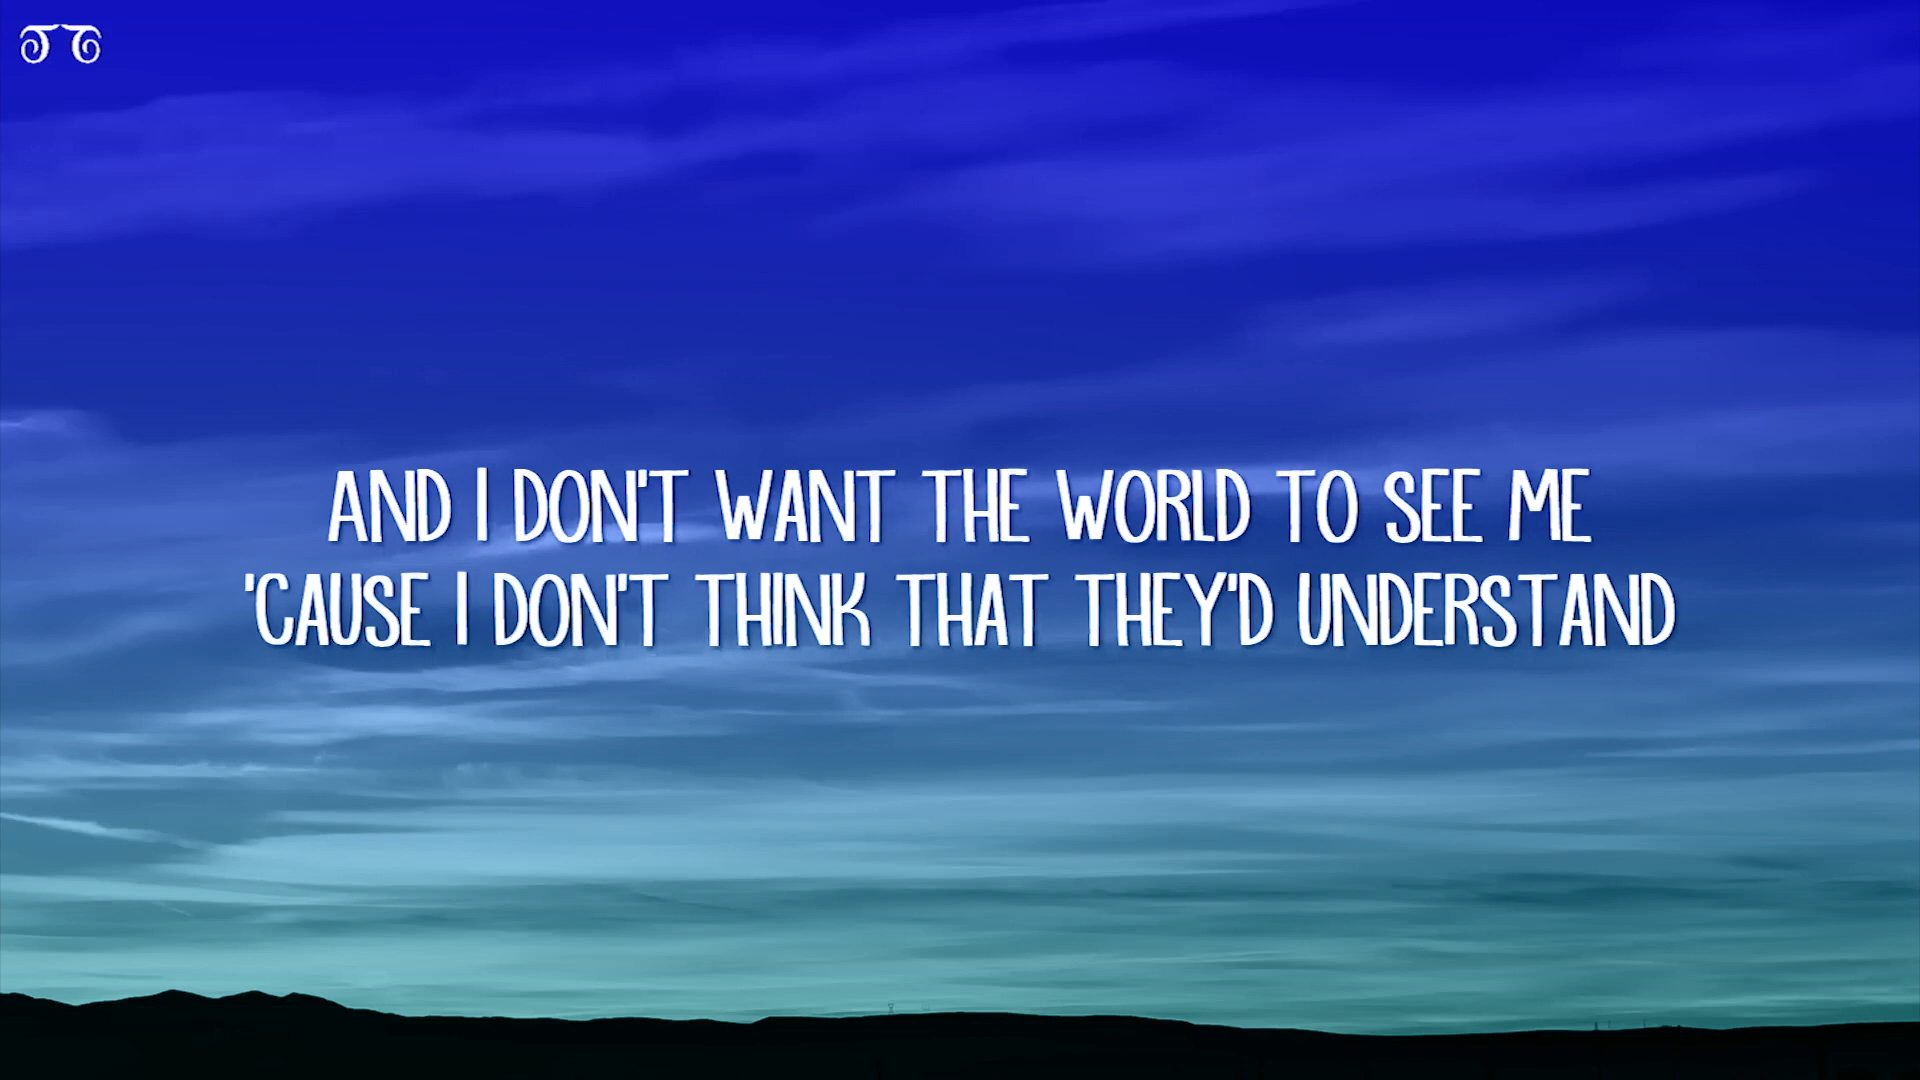 AND I DON'T WANT THE WORLD TO SEE ME
'CAUSE I DON'T THINK THAT THEY'D UNDERSTAND